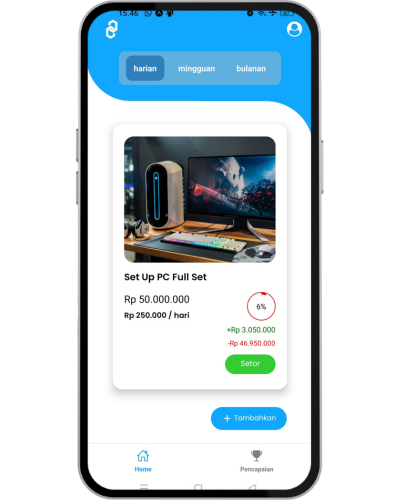 15.46
harian mingguan bulanan
Set Up PC Full Set
Rp 50.000.000
6%
Rp 250.000 / hari
+Rp 3.050.000
-Rp 46.950.000
Setor
+ Tambahkan
Home Pencapaian